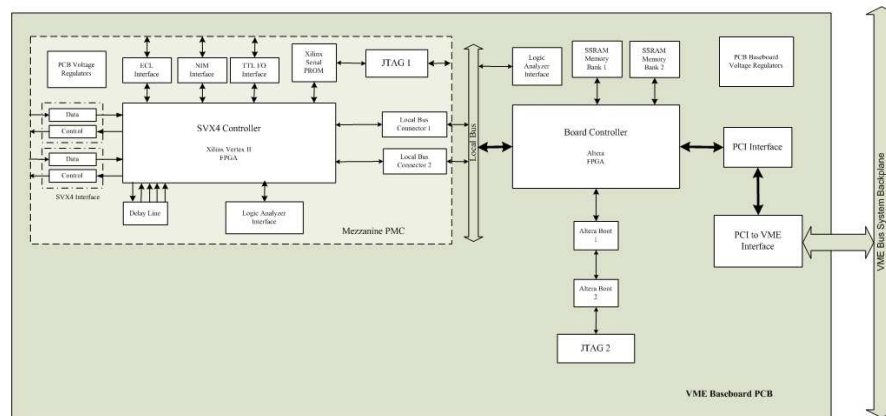 PCB Voltage
Regulators
ECL
Interface
NIM
Interface
TTL I/O
Interface
Xilinx
Serial
PROM
JTAG 1
Data
Control
Data
Control
SVX4 Interface
SVX4 Controller
Xilinx Vertex II
FPGA
Local Bus
Connector 1
Local Bus
Connector 2
Delay Line
Logic Analyzer
Interface
Mezzanine PMC
Local Bus
Logic
Analyzer
Interface
SSRAM
Memory
Bank 1
SSRAM
Memory
Bank 2
PCB Baseboard
Voltage Regulators
Board Controller
Altera
FPGA
PCI Interface
PCI to VME
Interface
Altera Boot
1
Altera Boot
2
JTAG 2
VME Baseboard PCB
VME Bus System Backplane